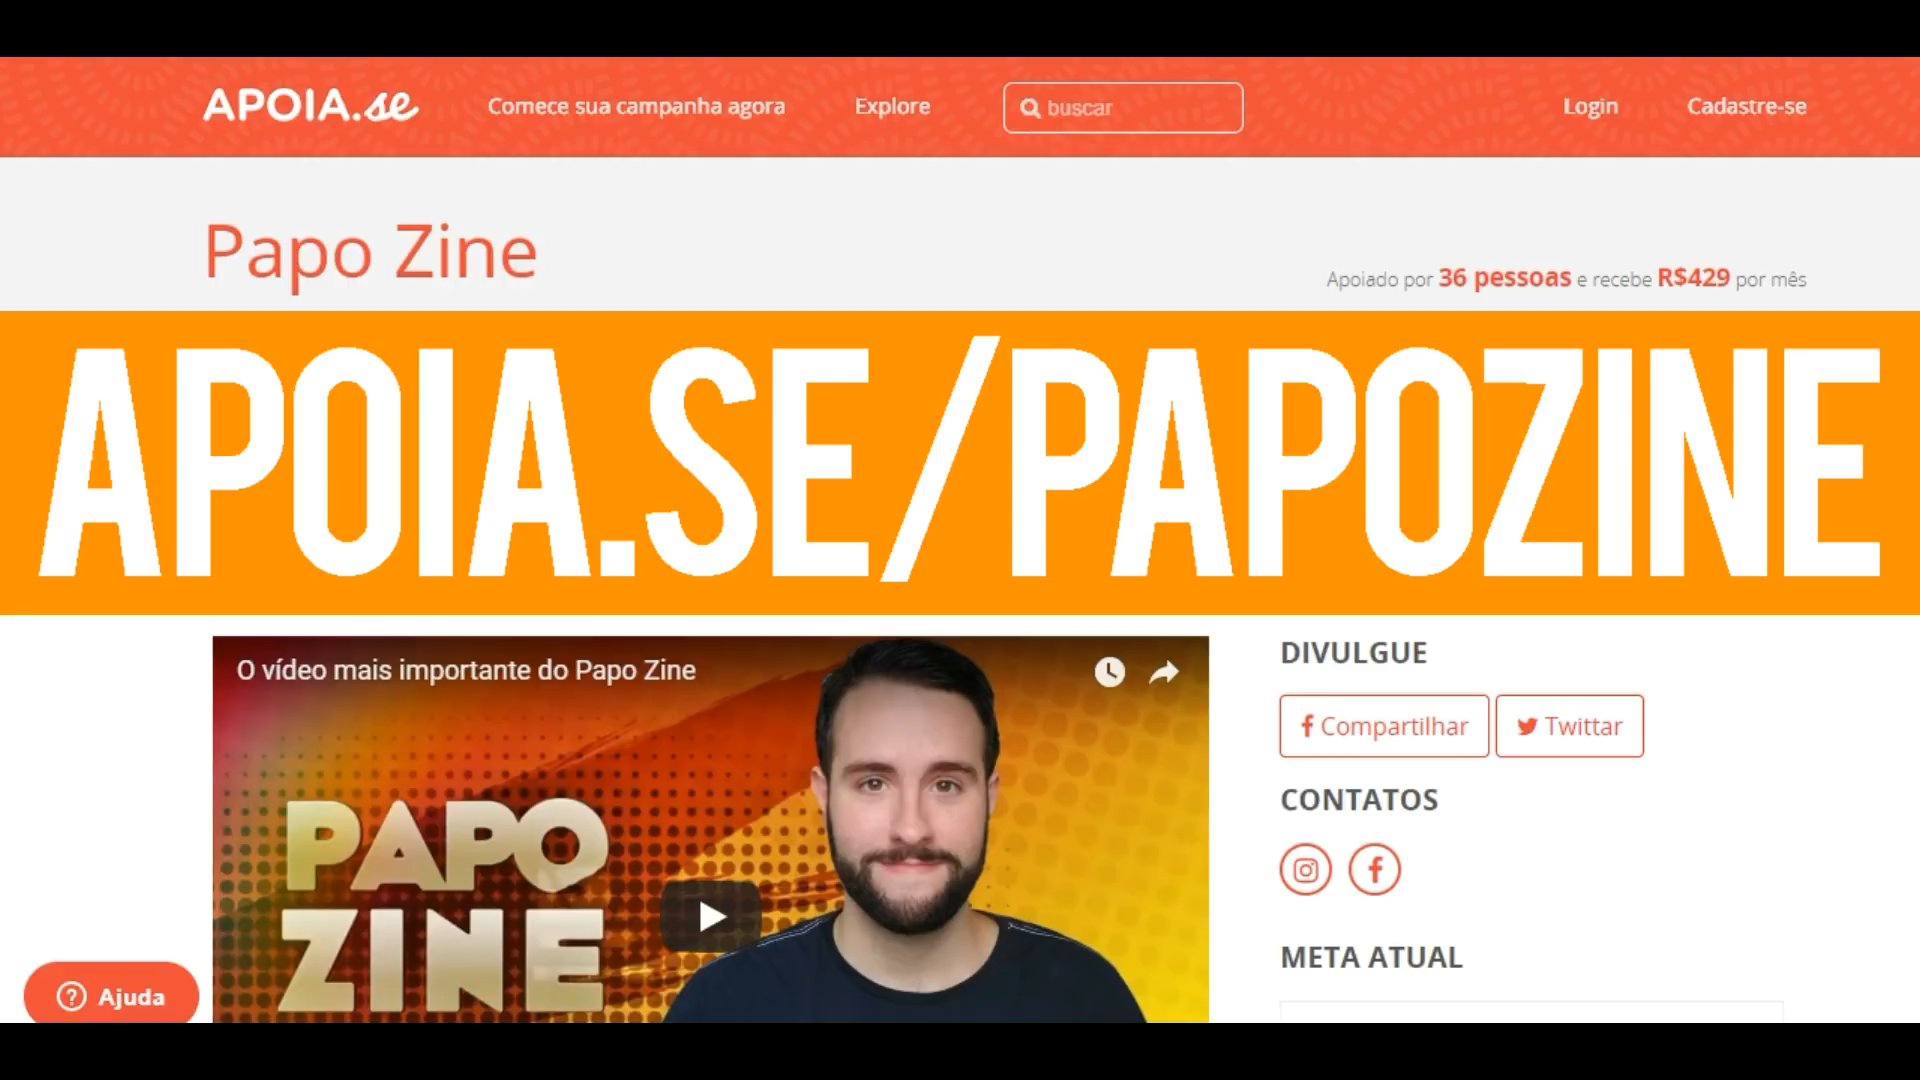 APOIA.se Comece sua campanha agora Explore buscar Login Cadastre-se
Papo Zine
Apoiado por 36 pessoas e recebe R$429 por mês
APOIA.SE/PAPOZINE
O vídeo mais importante do Papo Zine
PAPO
ZINE
DIVULGUE
Compartilhar Twittar
CONTATOS
META ATUAL
? Ajuda